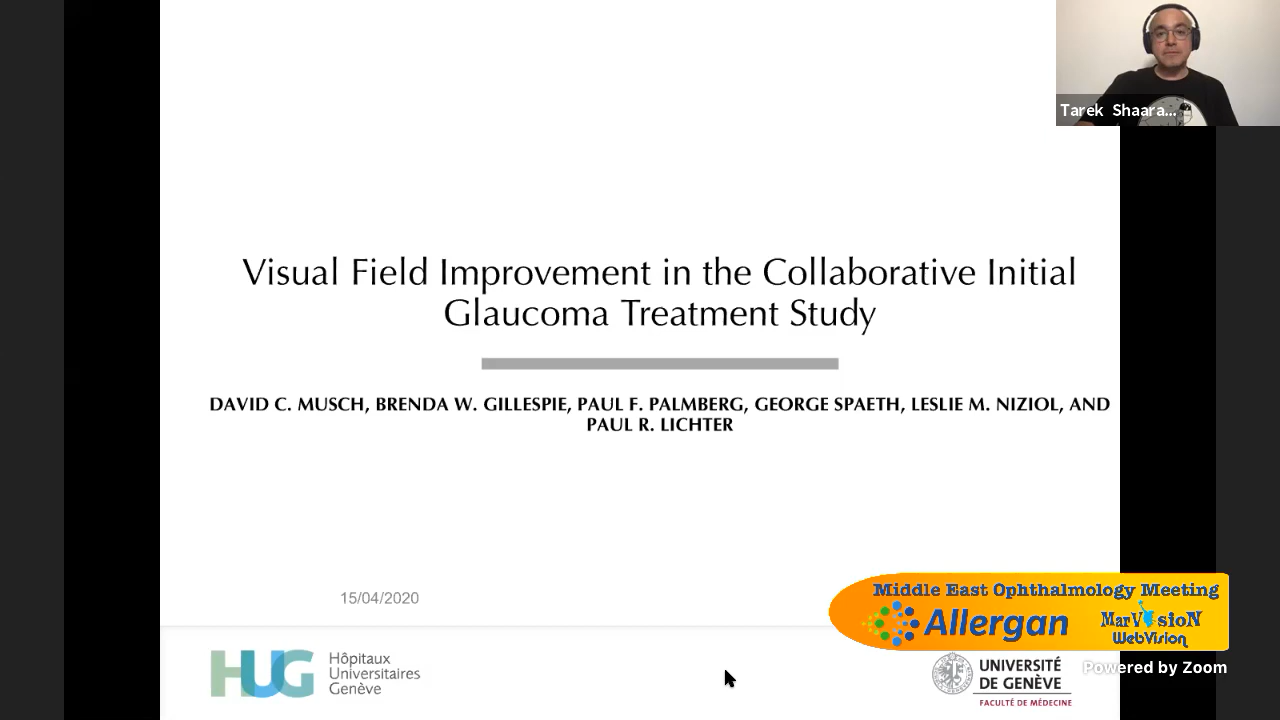 Tarek Shaara...
Visual Field Improvement in the Collaborative Initial
Glaucoma Treatment Study
DAVID C. MUSCH, BRENDA W. GILLESPIE, PAUL F. PALMBERG, GEORGE SPAETH, LESLIE M. NIZIOL, AND
PAUL R. LICHTER
15/04/2020
Middle East Ophthalmology Meeting
Allergan
MarVisioN
WebVision
Powered by Zoom
HUG
Hôpitaux
Universitaires
Genève
UNIVERSITÉ
DE GENÈVE
FACULTÉ DE MÉDECINE